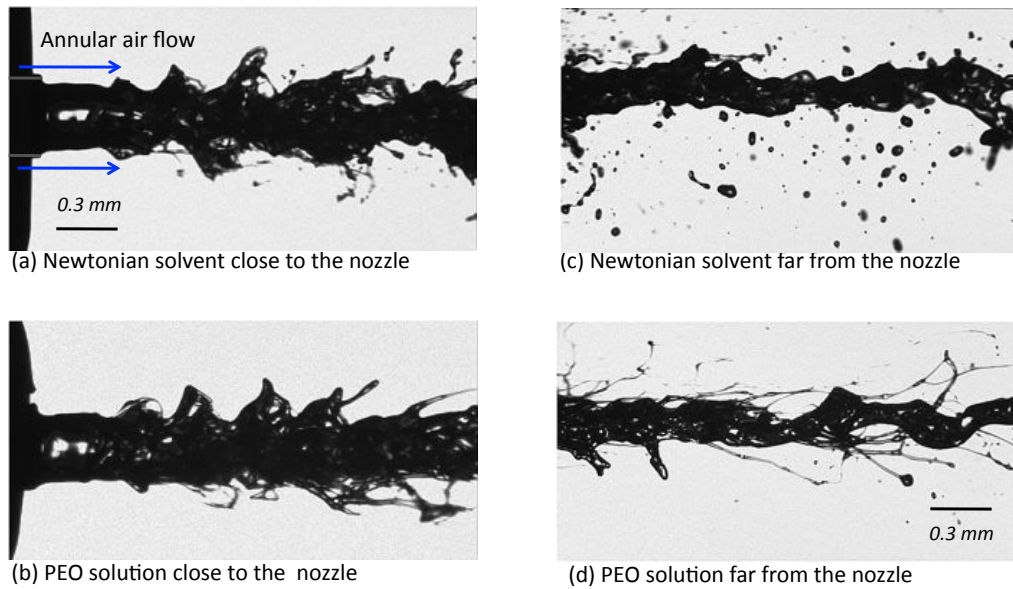 Annular air flow
0.3 mm
(a) Newtonian solvent close to the nozzle
(c) Newtonian solvent far from the nozzle
(b) PEO solution close to the nozzle
0.3 mm
(d) PEO solution far from the nozzle